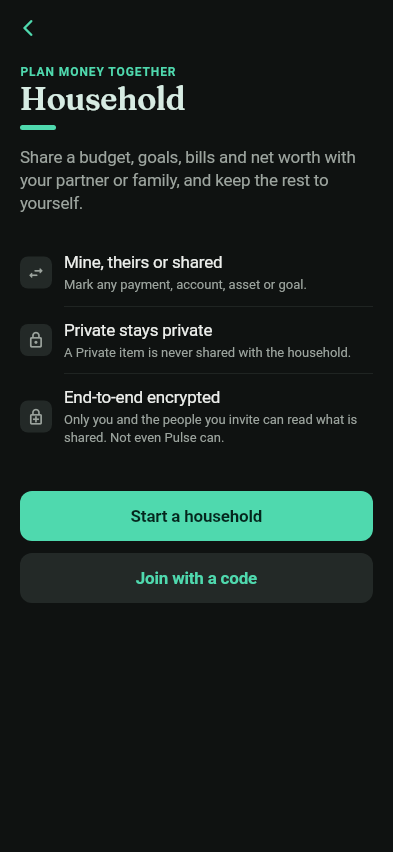 PLAN MONEY TOGETHER
Household
Share a budget, goals, bills and net worth with
your partner or family, and keep the rest to
yourself.
Mine, theirs or shared
Mark any payment, account, asset or goal.
Private stays private
A Private item is never shared with the household.
End-to-end encrypted
Only you and the people you invite can read what is
shared. Not even Pulse can.
Start a household
Join with a code